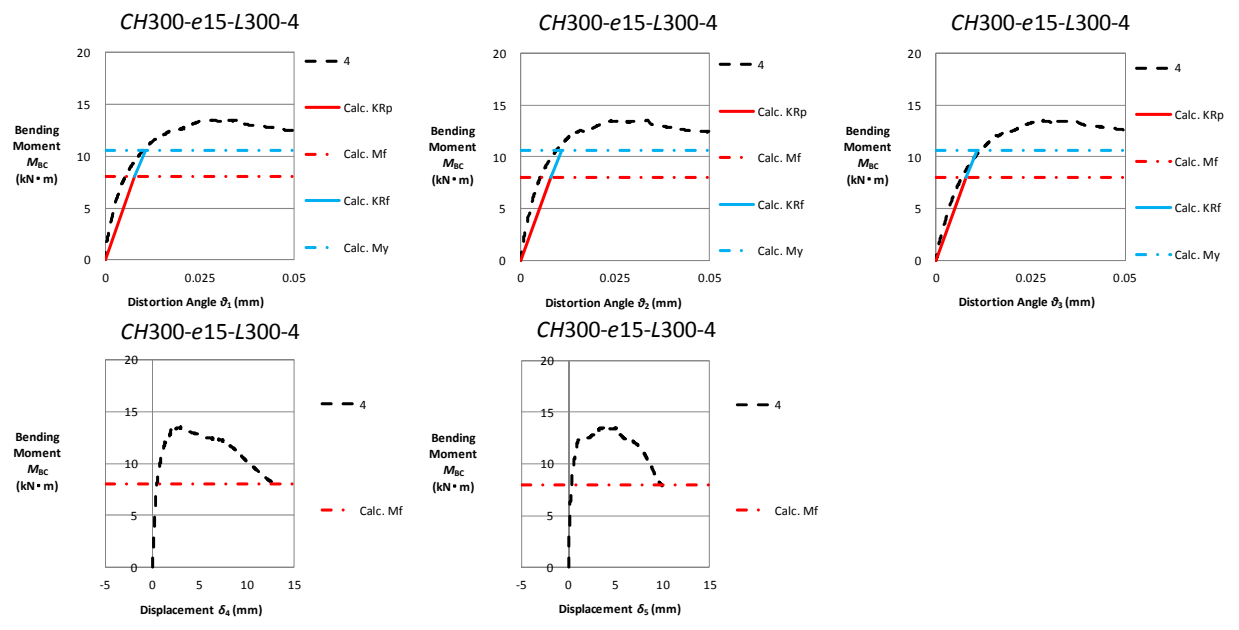 CH300-e15-L300-4
20
15
10
5
0
0
0.025
0.05
Bending
Moment
MBC
(kN・m)
Distortion Angle ϑ1 (mm)
4
Calc. KRp
Calc. Mf
Calc. KRf
Calc. My
CH300-e15-L300-4
20
15
10
5
0
0
0.025
0.05
Bending
Moment
MBC
(kN・m)
Distortion Angle ϑ2 (mm)
4
Calc. KRp
Calc. Mf
Calc. KRf
Calc. My
CH300-e15-L300-4
20
15
10
5
0
0
0.025
0.05
Bending
Moment
MBC
(kN・m)
Distortion Angle ϑ3 (mm)
4
Calc. KRp
Calc. Mf
Calc. KRf
Calc. My
CH300-e15-L300-4
20
15
10
5
0
-5
0
5
10
15
Bending
Moment
MBC
(kN・m)
Displacement δ4 (mm)
4
Calc. Mf
CH300-e15-L300-4
20
15
10
5
0
-5
0
5
10
15
Bending
Moment
MBC
(kN・m)
Displacement δ5 (mm)
4
Calc. Mf